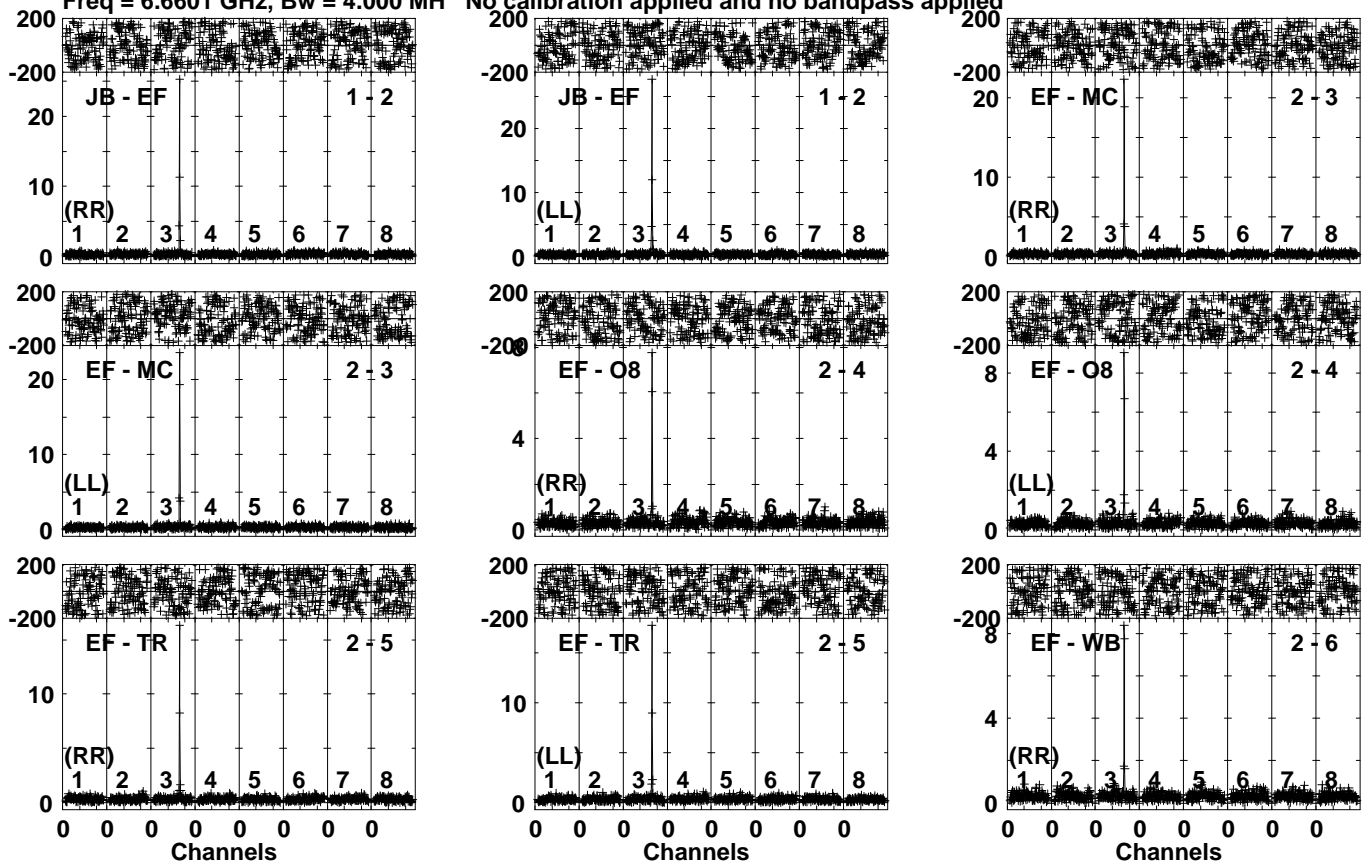 Freq = 6.6601 GHz, Bw = 4.000 MH No calibration applied and no bandpass applied
200 200 200
-200 -200 -200
JB - EF 1 - 2 JB - EF 1 - 2 EF - MC 2 - 3
20 20 20
10 10 10
(RR) (LL) (RR)
1 2 3 4 5 6 7 8 1 2 3 4 5 6 7 8 1 2 3 4 5 6 7 8
0 0 0
200 200 200
-200 -200 8 -200
EF - MC 2 - 3 EF - O8 2 - 4 EF - O8 2 - 4
20 8
10 4 4
(LL) (RR) (LL)
1 2 3 4 5 6 7 8 1 2 3 4 5 6 7 8 1 2 3 4 5 6 7 8
0 0 0
200 200 200
-200 -200 -200
EF - TR 2 - 5 EF - TR 2 - 5 EF - WB 2 - 6
8
10 10 4
(RR) (LL) (RR)
1 2 3 4 5 6 7 8 1 2 3 4 5 6 7 8 1 2 3 4 5 6 7 8
0 0 0
0 0 0 0 0 0 0 0 0 0 0 0 0 0 0 0 0 0 0 0 0 0 0 0
Channels Channels Channels